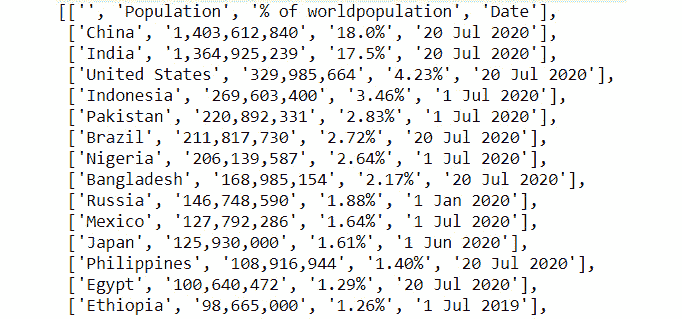 [['', 'Population', '% of worldpopulation', 'Date'],
['China', '1,403,612,840', '18.0%', '20 Jul 2020'],
['India', '1,364,925,239', '17.5%', '20 Jul 2020'],
['United States', '329,985,664', '4.23%', '20 Jul 2020'],
['Indonesia', '269,603,400', '3.46%', '1 Jul 2020'],
['Pakistan', '220,892,331', '2.83%', '1 Jul 2020'],
['Brazil', '211,817,730', '2.72%', '20 Jul 2020'],
['Nigeria', '206,139,587', '2.64%', '1 Jul 2020'],
['Bangladesh', '168,985,154', '2.17%', '20 Jul 2020'],
['Russia', '146,748,590', '1.88%', '1 Jan 2020'],
['Mexico', '127,792,286', '1.64%', '1 Jul 2020'],
['Japan', '125,930,000', '1.61%', '1 Jun 2020'],
['Philippines', '108,916,944', '1.40%', '20 Jul 2020'],
['Egypt', '100,640,472', '1.29%', '20 Jul 2020'],
['Ethiopia', '98,665,000', '1.26%', '1 Jul 2019'],